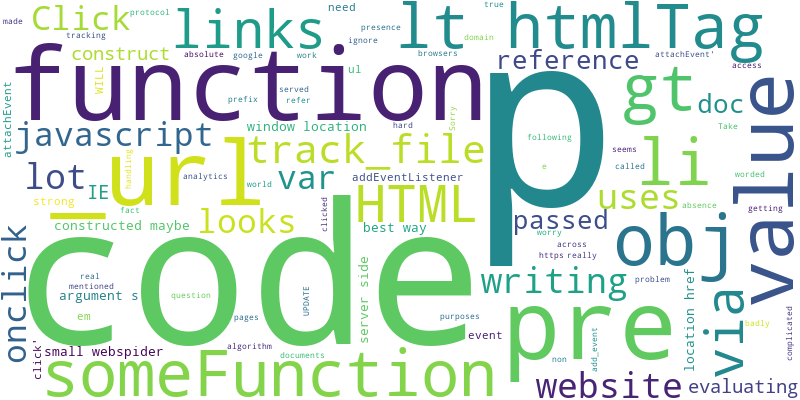 made
protocol
Click
tracking
absolute
google
construct
links
need
presence
ignore
work
browsers
lt
htmlTag
true
domain
attachEvent'
access
reference
function
WILL
prefix
served
refer
ul
p
gt
doc
value
attachEvent
javascript
window location
hard
Sorry
following
Take
url
_
track_file
seems
li
lot
IE
handling
analytics
var
addEventListener
called
e
worded
strong
fact
world
clicked
HTML
uses
absence
getting
constructed maybe
looks
best way
passed
obj
onclick
code
worry
across
https
really
writing
via
real
mentioned
argument s
question
UPDATE
server side
pre
location href
problem
em
pages
purposes
event
add_event
non
badly
complicated
click'
small webspider
algorithm
documents
someFunction
website
evaluating